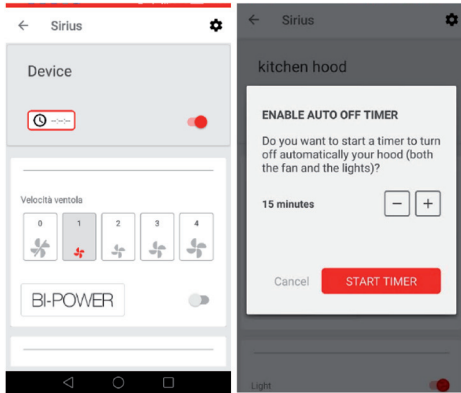 Sirius
Device
--:--
Velocità ventola
0 1 2 3 4
BI-POWER
Sirius
kitchen hood
ENABLE AUTO OFF TIMER
Do you want to start a timer to turn
off automatically your hood (both
the fan and the lights)?
15 minutes
Cancel START TIMER
Light